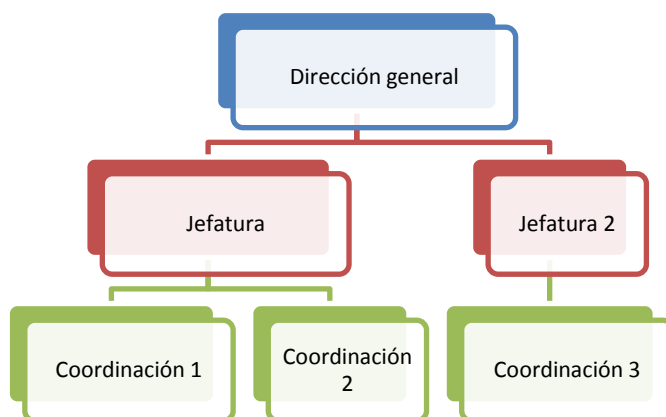 Dirección general
Jefatura
Jefatura 2
Coordinación 1
Coordinación
2
Coordinación 3